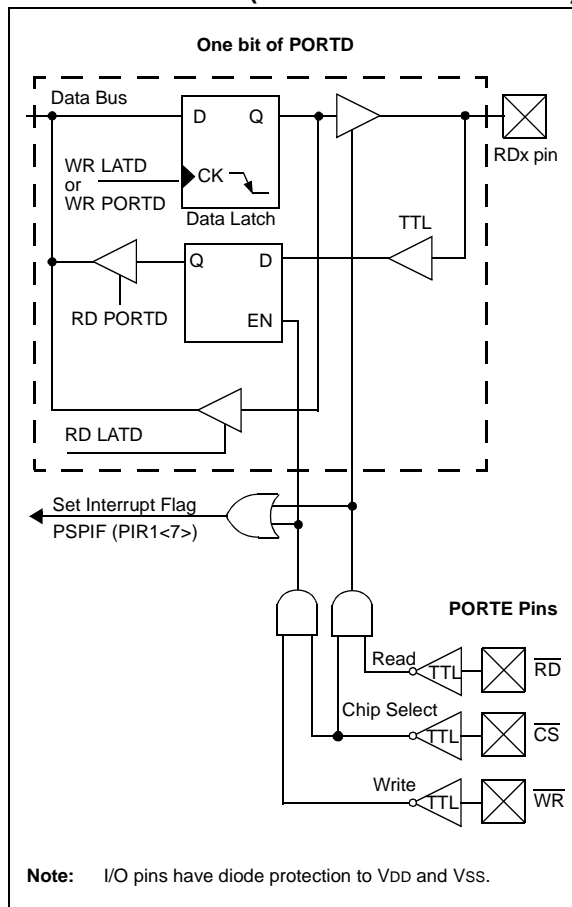 One bit of PORTD
Data Bus
D Q
RDx pin
WR LATD
or
WR PORTD
CK
Data Latch
TTL
Q D
RD PORTD
EN
RD LATD
Set Interrupt Flag
PSPIF (PIR1<7>)
PORTE Pins
Read
TTL
RD
Chip Select
TTL
CS
Write
TTL
WR
Note: I/O pins have diode protection to VDD and VSS.